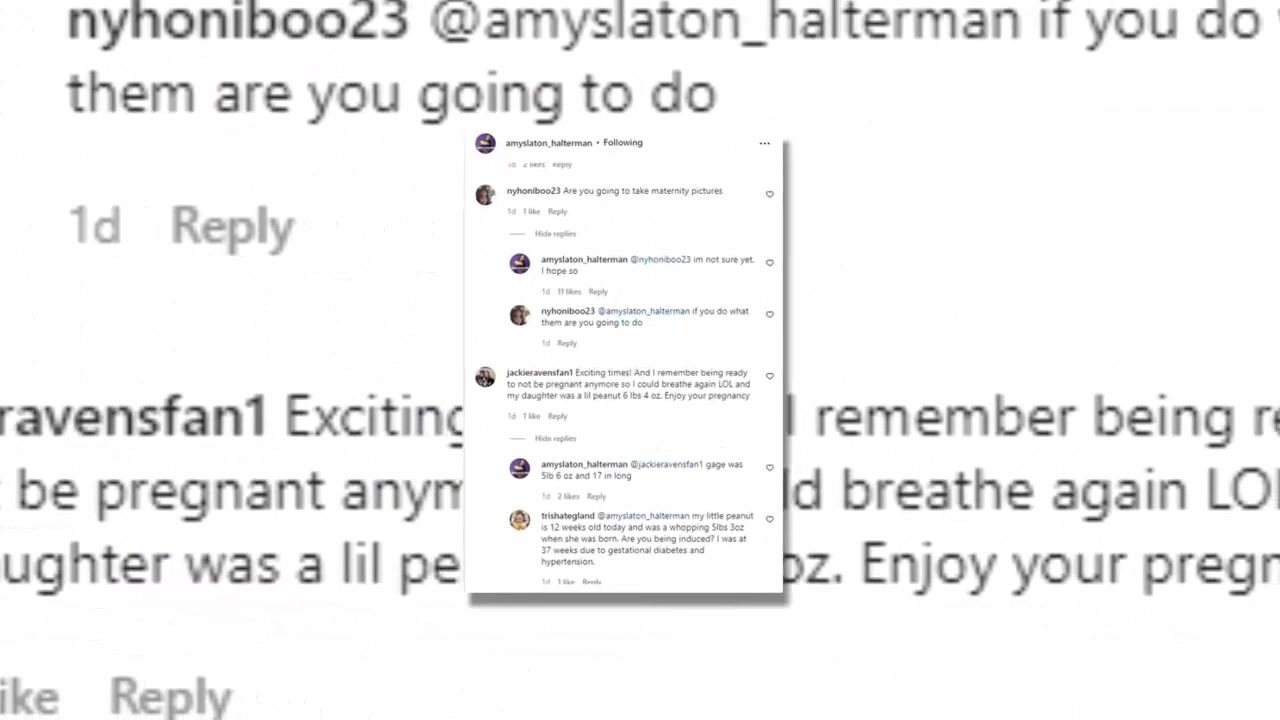 nyhoniboo23 @amyslaton_halterman if you do
them are you going to do
1d Reply
ravensfan1 Exciting I remember being
be pregnant breathe again
was a lil oz. Enjoy your
Reply
amyslaton_halterman • Following
1d 2 likes Reply
nyhoniboo23 Are you going to take maternity pictures
1d 1 like Reply
Hide replies
amyslaton_halterman @nyhoniboo23 im not sure yet.
I hope so
1d 11 likes Reply
nyhoniboo23 @amyslaton_halterman if you do what
them are you going to do
1d Reply
jackieravensfan1 Exciting times! And I remember being ready
to not be pregnant anymore so I could breathe again LOL and
my daughter was a lil peanut 6 lbs 4 oz. Enjoy your pregnancy
1d 1 like Reply
Hide replies
amyslaton_halterman @jackieravensfan1 gage was
5lb 6 oz and 17 in long
1d 2 likes Reply
trishategland @amyslaton_halterman my little peanut
is 12 weeks old today and was a whopping 5lbs 3oz
when she was born. Are you being induced? I was at
37 weeks due to gestational diabetes and
hypertension.
1d 1 like Reply